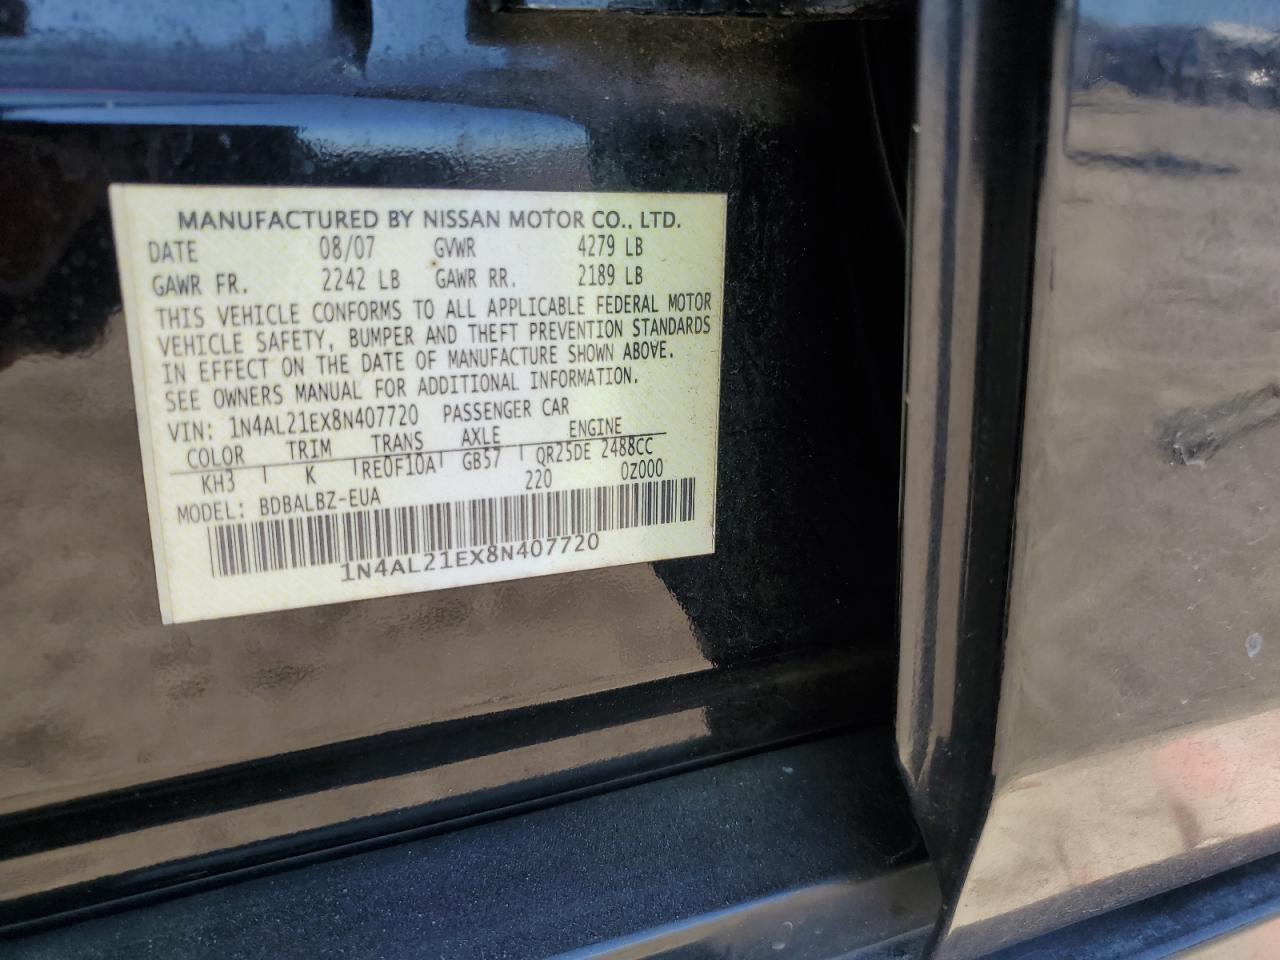 MANUFACTURED BY NISSAN MOTOR CO., LTD.
DATE 08/07 GVWR 4279 LB
GAWR FR. 2242 LB GAWR RR. 2189 LB
THIS VEHICLE CONFORMS TO ALL APPLICABLE FEDERAL MOTOR
VEHICLE SAFETY, BUMPER AND THEFT PREVENTION STANDARDS
IN EFFECT ON THE DATE OF MANUFACTURE SHOWN ABOVE.
SEE OWNERS MANUAL FOR ADDITIONAL INFORMATION.
VIN: 1N4AL21EX8N407720 PASSENGER CAR
COLOR TRIM TRANS AXLE ENGINE
KH3 K RE0F10A GB57 QR25DE 2488CC
MODEL: BDBALBZ-EUA 220 0Z000
1N4AL21EX8N407720